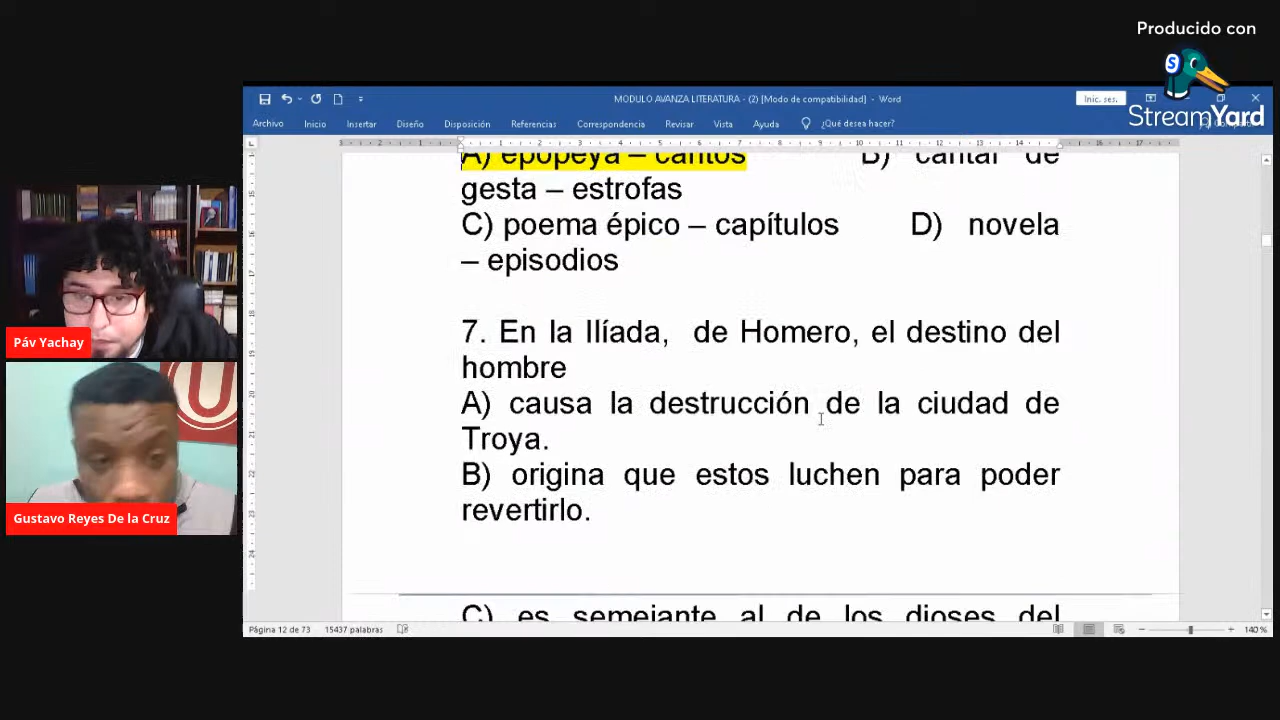 Producido con
StreamYard
MODULO AVANZA LITERATURA - (2) [Modo de compatibilidad] - Word
Inic. ses.
Archivo Inicio Insertar Diseño Disposición Referencias Correspondencia Revisar Vista Ayuda ¿Qué desea hacer?
A) epopeya – cantos B) cantar de
gesta – estrofas
C) poema épico – capítulos D) novela
– episodios
7. En la Ilíada, de Homero, el destino del
hombre
A) causa la destrucción de la ciudad de
Troya.
B) origina que estos luchen para poder
revertirlo.
C) es semejante al de los dioses del
Página 12 de 73 15437 palabras 140 %
Páv Yachay
Gustavo Reyes De la Cruz